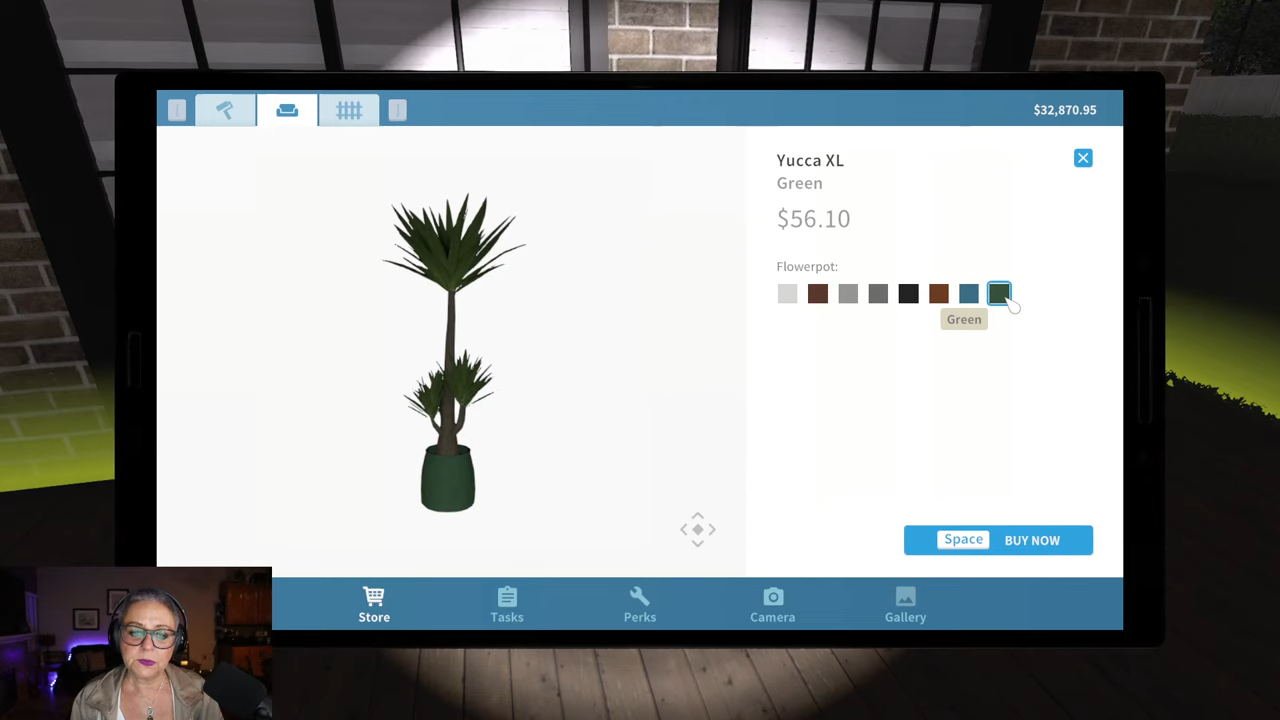 $32,870.95
Yucca XL
Green
$56.10
Flowerpot:
Green
Space BUY NOW
Store Tasks Perks Camera Gallery